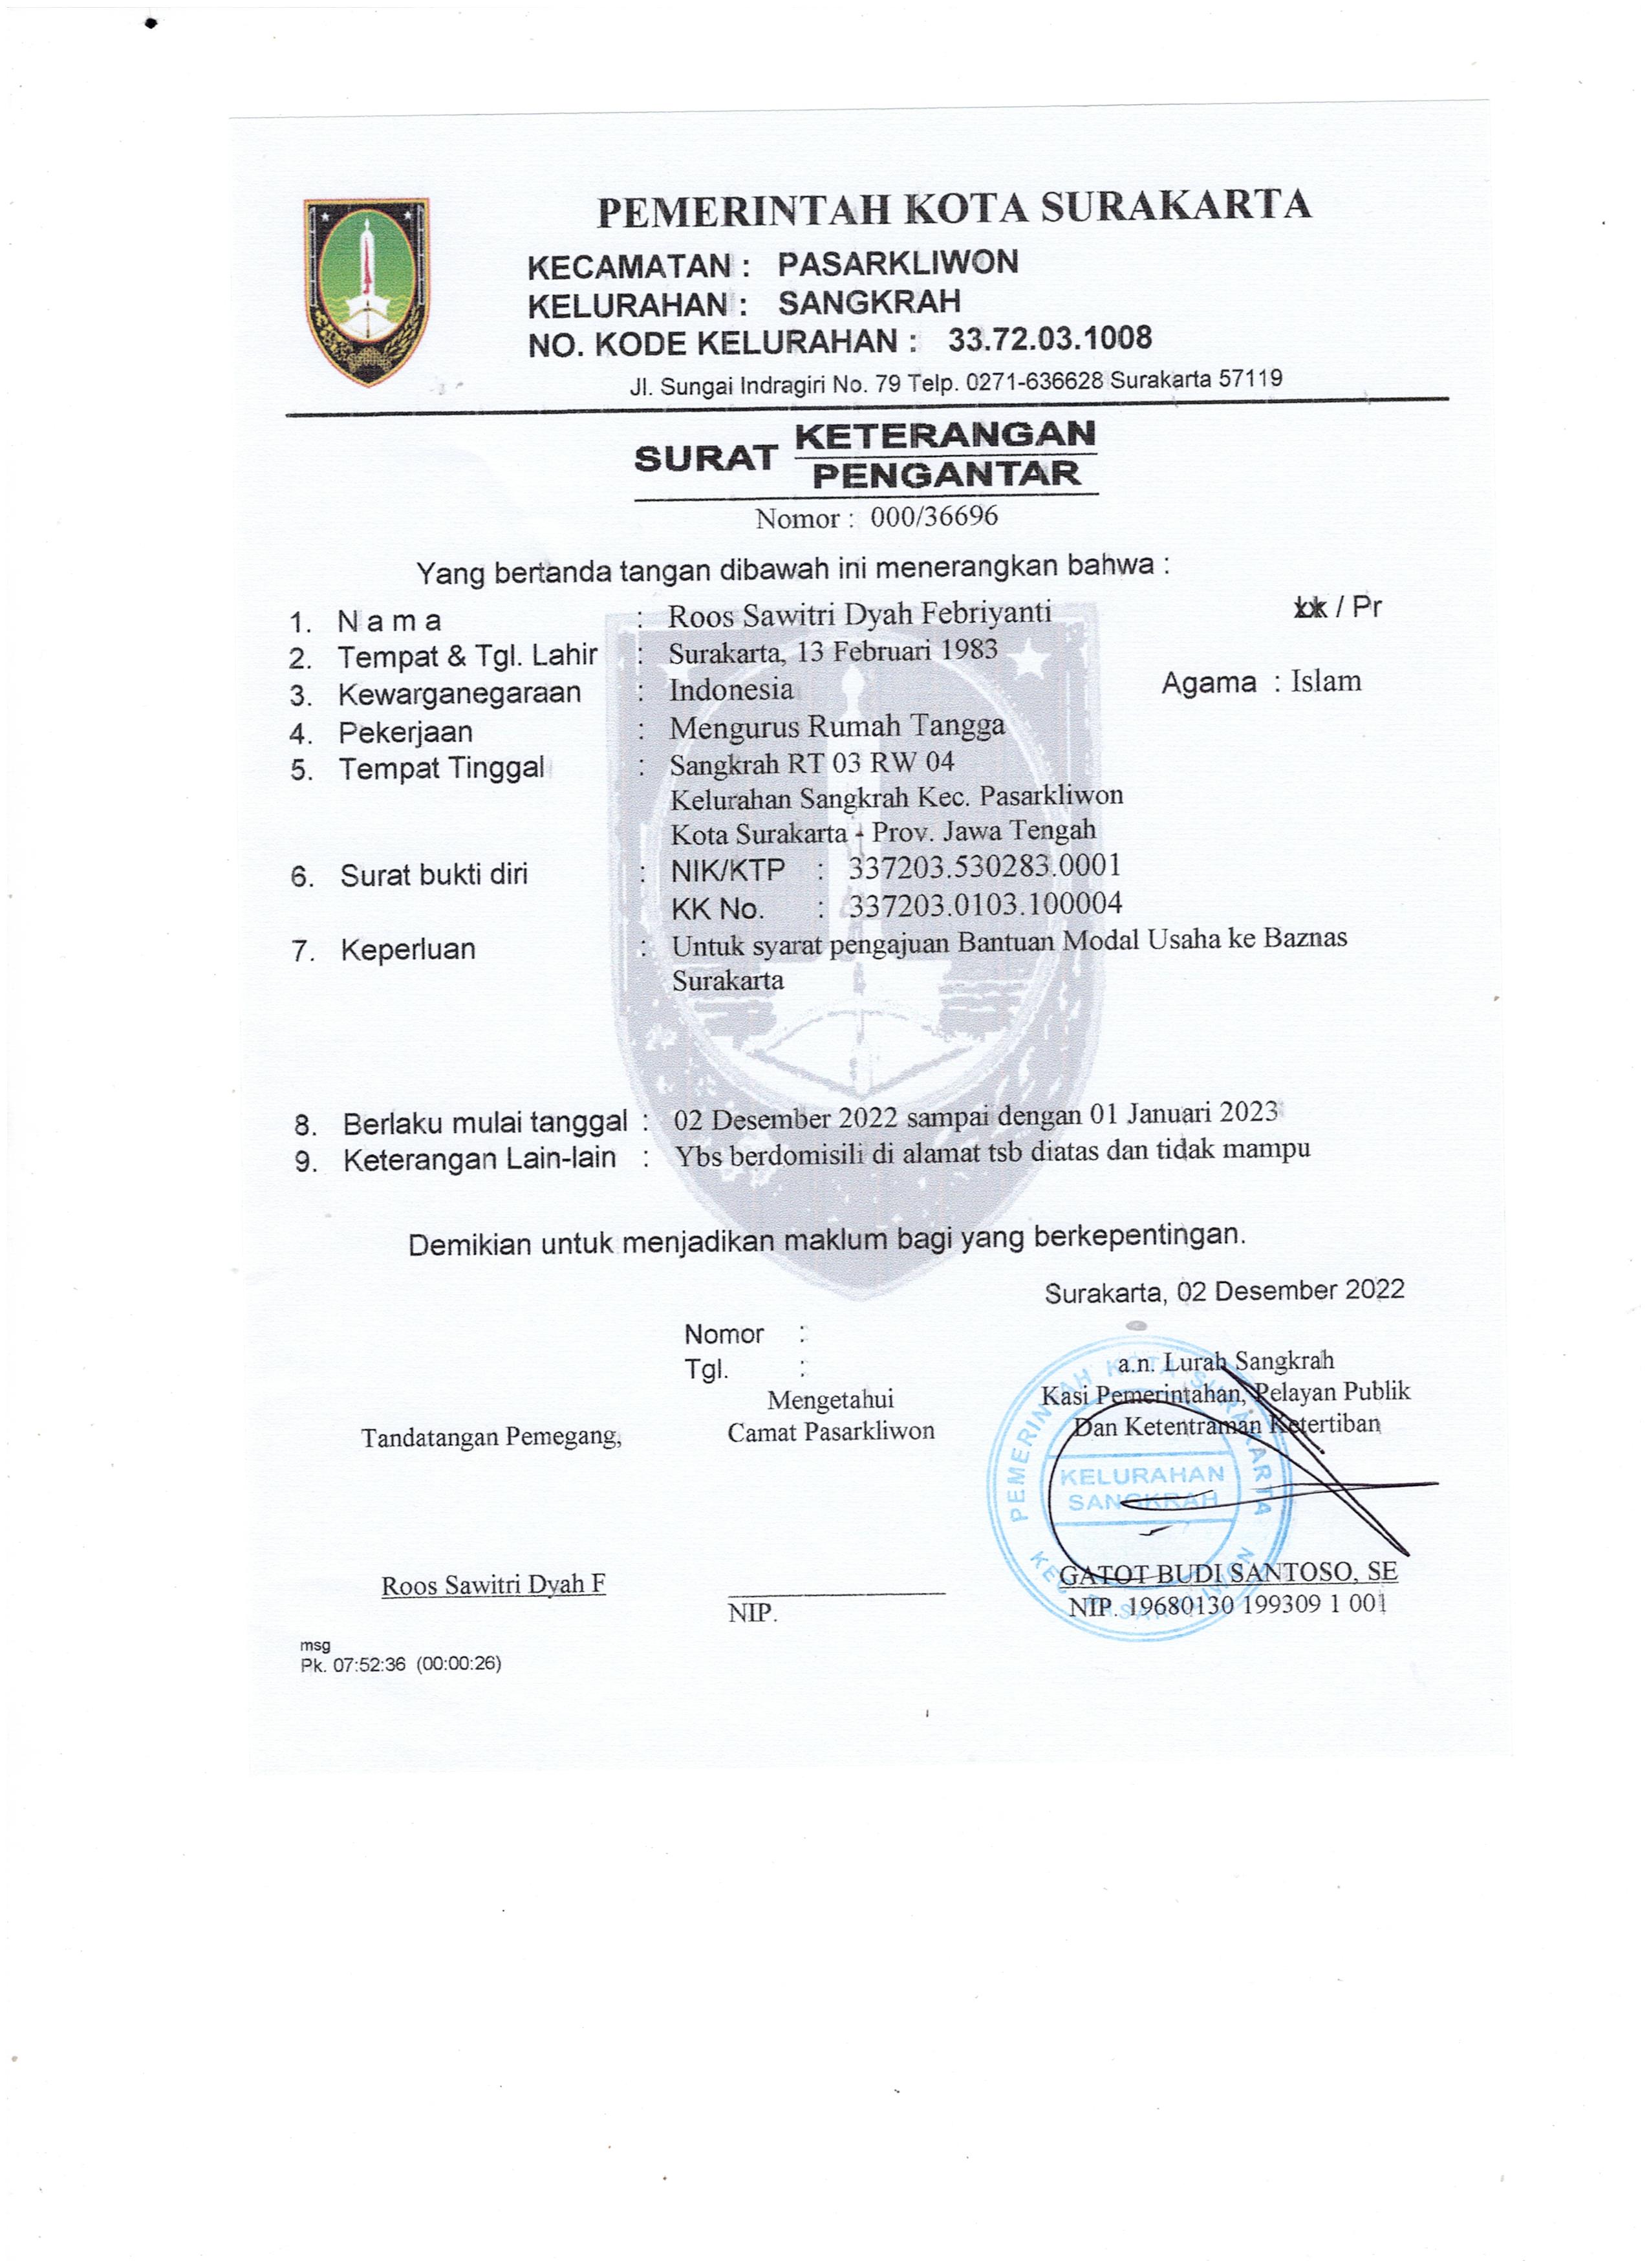 PEMERINTAH KOTA SURAKARTA
KECAMATAN : PASARKLIWON
KELURAHAN : SANGKRAH
NO. KODE KELURAHAN : 33.72.03.1008
Jl. Sungai Indragiri No. 79 Telp. 0271-636628 Surakarta 57119
SURAT KETERANGAN
PENGANTAR
Nomor : 000/36696
Yang bertanda tangan dibawah ini menerangkan bahwa :
1. N a m a : Roos Sawitri Dyah Febriyanti / Pr
2. Tempat & Tgl. Lahir : Surakarta, 13 Februari 1983
3. Kewarganegaraan : Indonesia Agama : Islam
4. Pekerjaan : Mengurus Rumah Tangga
5. Tempat Tinggal : Sangkrah RT 03 RW 04
Kelurahan Sangkrah Kec. Pasarkliwon
Kota Surakarta - Prov. Jawa Tengah
6. Surat bukti diri : NIK/KTP : 337203.530283.0001
KK No. : 337203.0103.100004
7. Keperluan : Untuk syarat pengajuan Bantuan Modal Usaha ke Baznas
Surakarta
8. Berlaku mulai tanggal : 02 Desember 2022 sampai dengan 01 Januari 2023
9. Keterangan Lain-lain : Ybs berdomisili di alamat tsb diatas dan tidak mampu
Demikian untuk menjadikan maklum bagi yang berkepentingan.
Surakarta, 02 Desember 2022
Nomor :
Tgl. :
Mengetahui
Camat Pasarkliwon
Tandatangan Pemegang,
a.n. Lurah Sangkrah
Kasi Pemerintahan, Pelayan Publik
Dan Ketentraman Ketertiban
PEMERINTAH KOTA SURAKARTA
KELURAHAN
SANGKRAH
KEC. PASARKLIWON
Roos Sawitri Dyah F
NIP.
GATOT BUDI SANTOSO, SE
NIP. 19680130 199309 1 001
msg
Pk. 07:52:36 (00:00:26)